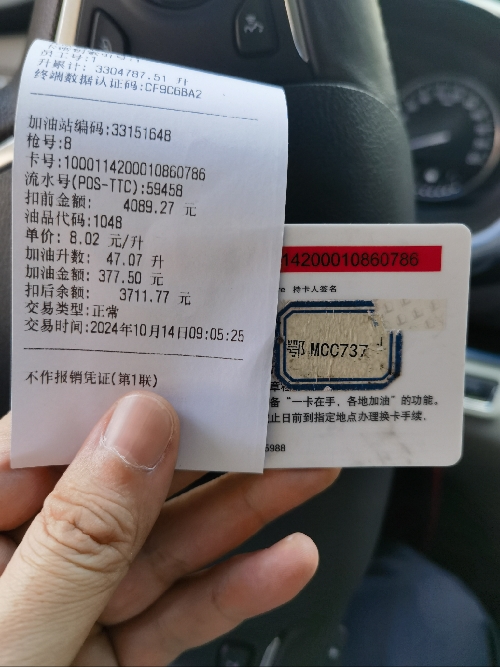 升累计: 3304787.51 升
终端数据认证码:CF9C6BA2
加油站编码:33151648
枪号:8
卡号:1000114200010860786
流水号(POS-TTC):59458
扣前金额: 4089.27 元
油品代码:1048
单价: 8.02 元/升
加油升数: 47.07 升
加油金额: 377.50 元
扣后余额: 3711.77 元
交易类型:正常
交易时间:2024年10月14日09:05:25
不作报销凭证(第1联)
14200010860786
持卡人签名
鄂 MCC737
备“一卡在手，各地加油”的功能。
止日前到指定地点办理换卡手续.
5988